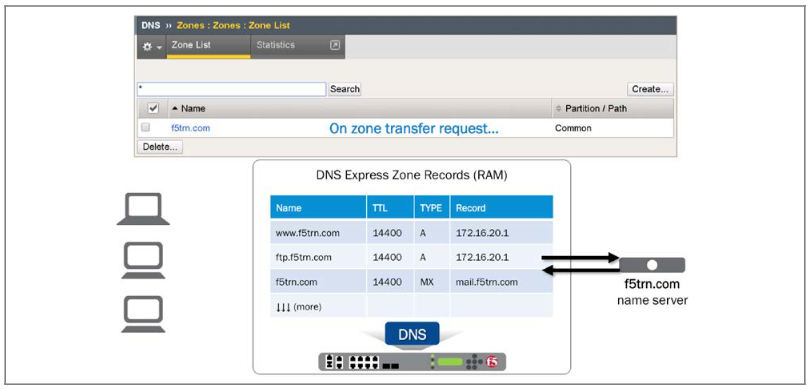 DNS ›› Zones : Zones : Zone List
Zone List
Statistics
*
Search
Create...
Name
Partition / Path
f5trn.com
On zone transfer request...
Common
Delete...
DNS Express Zone Records (RAM)
Name TTL TYPE Record
www.f5trn.com 14400 A 172.16.20.1
ftp.f5trn.com 14400 A 172.16.20.1
f5trn.com 14400 MX mail.f5trn.com
↓↓↓ (more)
f5trn.com
name server
DNS
f5